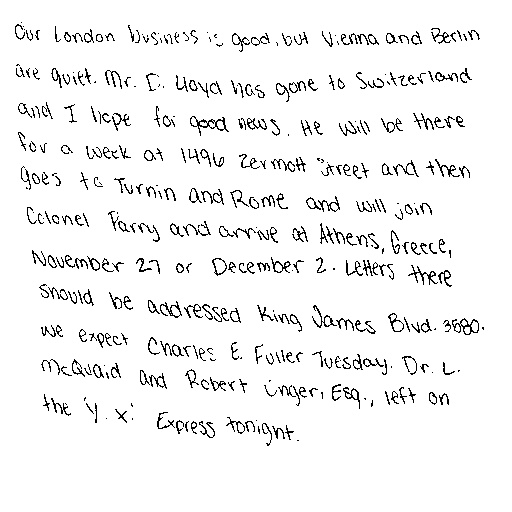 Our London business is good, but Vienna and Berlin
are quiet. Mr. D. Lloyd has gone to Switzerland
and I hope for good news. He will be there
for a week at 1496 Zermott Street and then
goes to Turnin and Rome and will join
Colonel Parry and arrive at Athens, Greece,
November 27 or December 2. Letters there
should be addressed King James Blvd. 3580.
We expect Charles E. Fuller Tuesday. Dr. L.
McQuaid and Robert Unger, Esq., left on
the 'Y. X.' Express tonight.